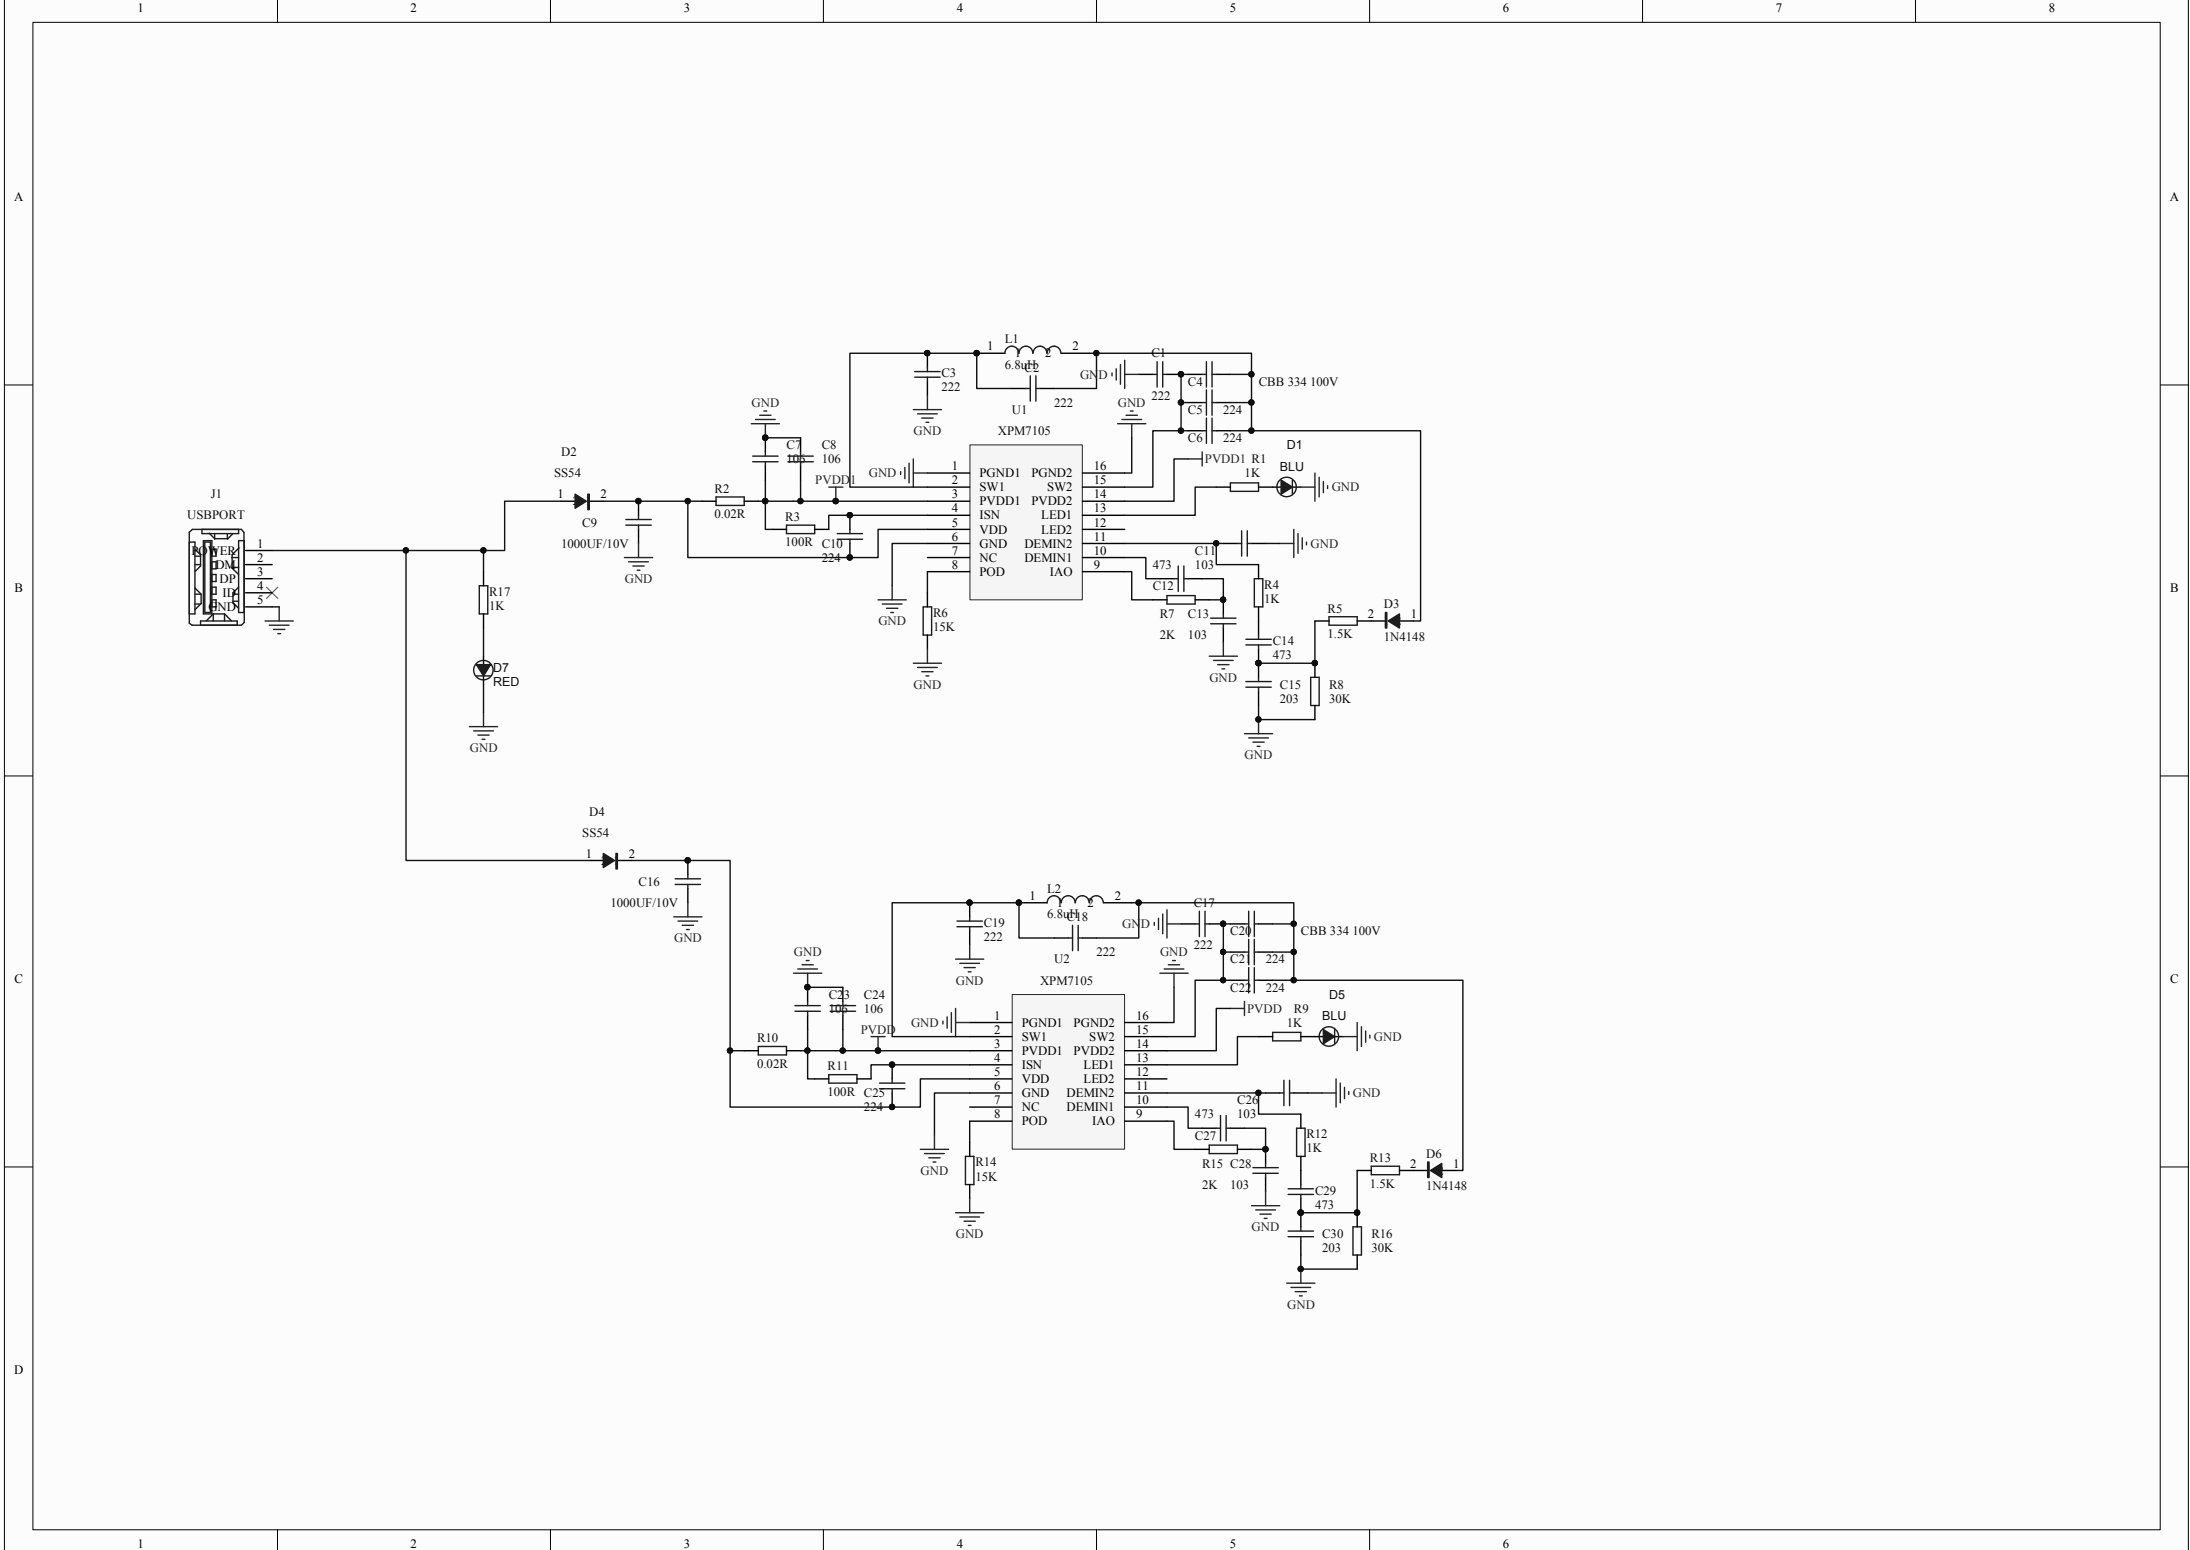 1 2 3 4 5 6 7 8
A A
L1
1 2
1 2
6.8uH
C1
C2
C3
222
GND
222
222
GND
C4
CBB 334 100V
C5 224
C6 224
GND
GND
U1
XPM7105
GND
C7
106
C8
106
D2
SS54
1 2
C9
1000UF/10V
GND
R2
0.02R
PVDD1
R3
100R
C10
224
GND
1 PGND1
2 SW1
3 PVDD1
4 ISN
5 VDD
6 GND
7 NC
8 POD
PGND2 16
SW2 15
PVDD2 14
LED1 13
LED2 12
DEMIN2 11
DEMIN1 10
IAO 9
PVDD1
R1
1K
D1
BLU
GND
C11
103
GND
473
C12
R7
2K
C13
103
GND
R4
1K
C14
473
C15
203
R8
30K
GND
R5
1.5K
D3
2 1
1N4148
GND
R6
15K
GND
J1
USBPORT
POWER 1
DM 2
DP 3
ID 4
GND 5
B B
R17
1K
D7
RED
GND
D4
SS54
1 2
C16
1000UF/10V
GND
L2
1 2
1 2
6.8uH
C17
C18
C19
222
GND
222
222
GND
C20
CBB 334 100V
C21 224
C22 224
GND
GND
U2
XPM7105
C C
GND
C23
106
C24
106
R10
0.02R
PVDD
R11
100R
C25
224
GND
1 PGND1
2 SW1
3 PVDD1
4 ISN
5 VDD
6 GND
7 NC
8 POD
PGND2 16
SW2 15
PVDD2 14
LED1 13
LED2 12
DEMIN2 11
DEMIN1 10
IAO 9
PVDD
R9
1K
D5
BLU
GND
C26
103
GND
473
C27
R15
2K
C28
103
GND
R12
1K
C29
473
C30
203
R16
30K
GND
R13
1.5K
D6
2 1
1N4148
GND
R14
15K
GND
D
1 2 3 4 5 6